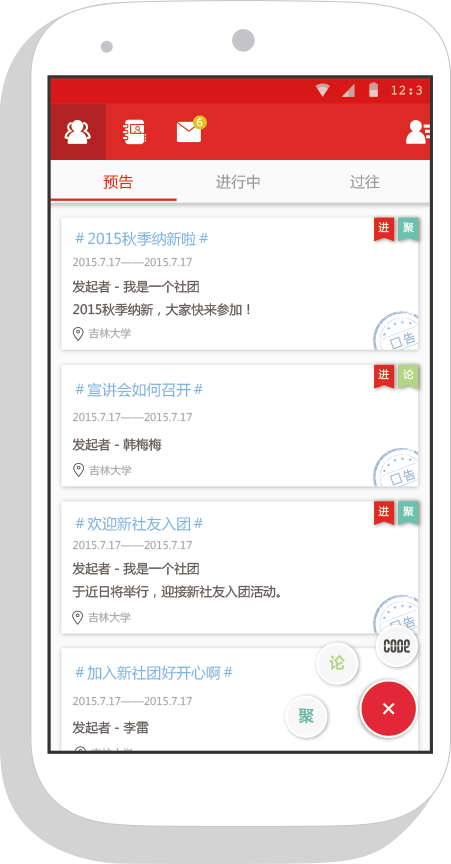 12:3
6
预告 进行中 过往
#2015秋季纳新啦#
进 聚
2015.7.17——2015.7.17
发起者 - 我是一个社团
2015秋季纳新，大家快来参加！
吉林大学
口告
#宣讲会如何召开#
进 论
2015.7.17——2015.7.17
发起者 - 韩梅梅
吉林大学
口告
#欢迎新社友入团#
进 聚
2015.7.17——2015.7.17
发起者 - 我是一个社团
于近日将举行，迎接新社友入团活动。
吉林大学
口告
CODE
论
#加入新社团好开心啊#
2015.7.17——2015.7.17
聚
发起者 - 李雷
吉林大学